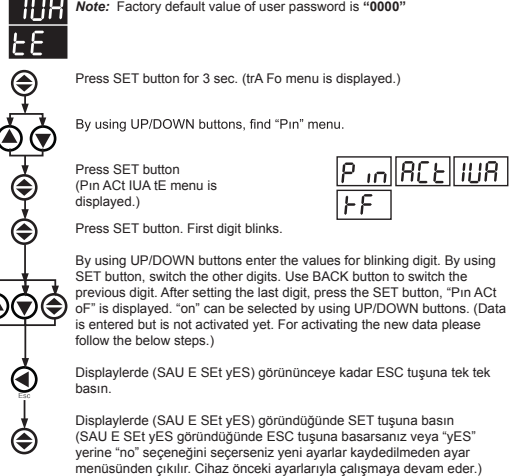 IUA
tE
Note: Factory default value of user password is “0000”
Press SET button for 3 sec. (trA Fo menu is displayed.)
By using UP/DOWN buttons, find “Pın” menu.
Press SET button
(Pın ACt IUA tE menu is
displayed.)
P ın ACt IUA
tF
Press SET button. First digit blinks.
By using UP/DOWN buttons enter the values for blinking digit. By using
SET button, switch the other digits. Use BACK button to switch the
previous digit. After setting the last digit, press the SET button, “Pın ACt
oF” is displayed. “on” can be selected by using UP/DOWN buttons. (Data
is entered but is not activated yet. For activating the new data please
follow the below steps.)
Esc
Displaylerde (SAU E SEt yES) görününceye kadar ESC tuşuna tek tek
basın.
Displaylerde (SAU E SEt yES) göründüğünde SET tuşuna basın
(SAU E SEt yES göründüğünde ESC tuşuna basarsanız veya “yES”
yerine “no” seçeneğini seçerseniz yeni ayarlar kaydedilmeden ayar
menüsünden çıkılır. Cihaz önceki ayarlarıyla çalışmaya devam eder.)